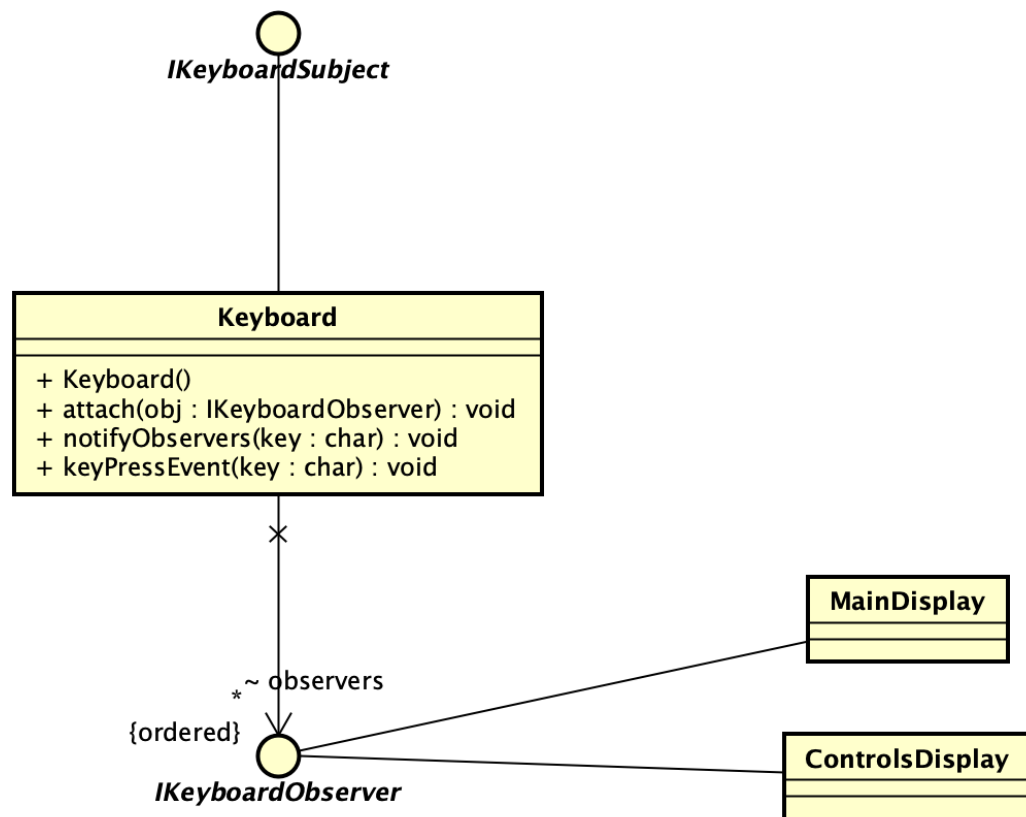 IKeyboardSubject
Keyboard
+ Keyboard()
+ attach(obj : IKeyboardObserver) : void
+ notifyObservers(key : char) : void
+ keyPressEvent(key : char) : void
MainDisplay
~ observers
*
{ordered}
ControlsDisplay
IKeyboardObserver